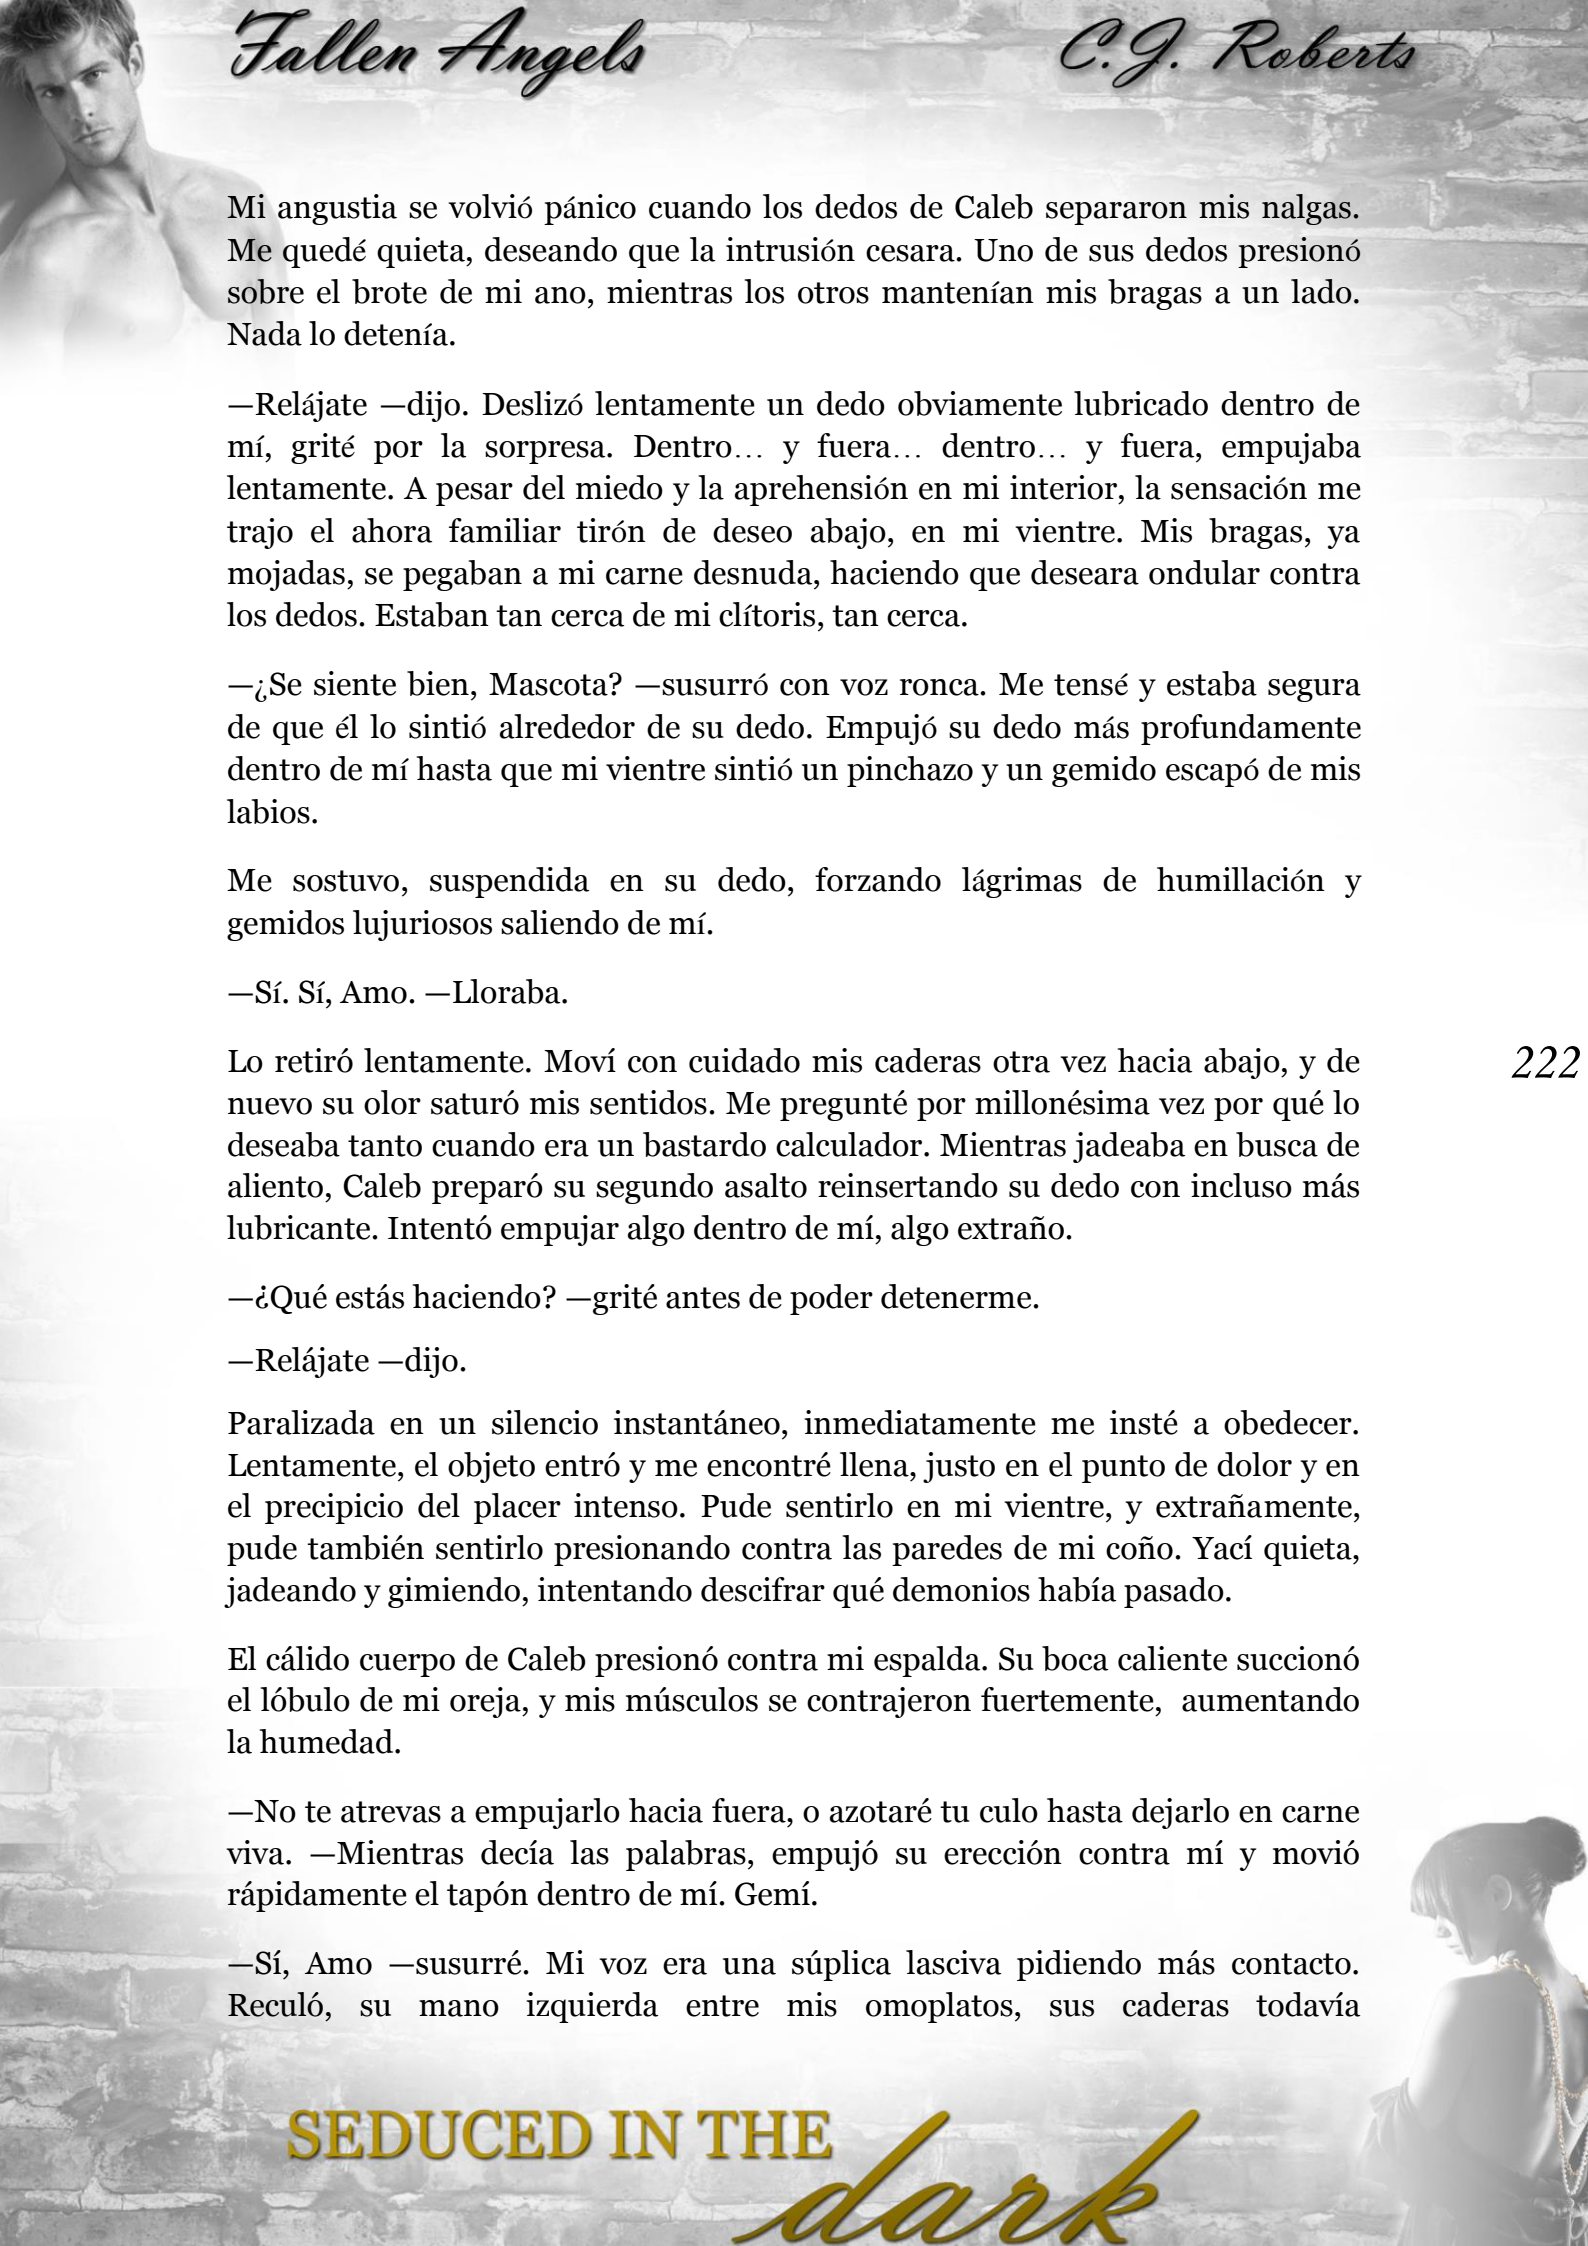 Fallen Angels
C.J. Roberts
Mi angustia se volvió pánico cuando los dedos de Caleb separaron mis nalgas.
Me quedé quieta, deseando que la intrusión cesara. Uno de sus dedos presionó
sobre el brote de mi ano, mientras los otros mantenían mis bragas a un lado.
Nada lo detenía.
—Relájate —dijo. Deslizó lentamente un dedo obviamente lubricado dentro de
mí, grité por la sorpresa. Dentro… y fuera… dentro… y fuera, empujaba
lentamente. A pesar del miedo y la aprehensión en mi interior, la sensación me
trajo el ahora familiar tirón de deseo abajo, en mi vientre. Mis bragas, ya
mojadas, se pegaban a mi carne desnuda, haciendo que deseara ondular contra
los dedos. Estaban tan cerca de mi clítoris, tan cerca.
—¿Se siente bien, Mascota? —susurró con voz ronca. Me tensé y estaba segura
de que él lo sintió alrededor de su dedo. Empujó su dedo más profundamente
dentro de mí hasta que mi vientre sintió un pinchazo y un gemido escapó de mis
labios.
Me sostuvo, suspendida en su dedo, forzando lágrimas de humillación y
gemidos lujuriosos saliendo de mí.
—Sí. Sí, Amo. —Lloraba.
Lo retiró lentamente. Moví con cuidado mis caderas otra vez hacia abajo, y de
nuevo su olor saturó mis sentidos. Me pregunté por millonésima vez por qué lo
deseaba tanto cuando era un bastardo calculador. Mientras jadeaba en busca de
aliento, Caleb preparó su segundo asalto reinsertando su dedo con incluso más
lubricante. Intentó empujar algo dentro de mí, algo extraño.
—¿Qué estás haciendo? —grité antes de poder detenerme.
—Relájate —dijo.
Paralizada en un silencio instantáneo, inmediatamente me insté a obedecer.
Lentamente, el objeto entró y me encontré llena, justo en el punto de dolor y en
el precipicio del placer intenso. Pude sentirlo en mi vientre, y extrañamente,
pude también sentirlo presionando contra las paredes de mi coño. Yací quieta,
jadeando y gimiendo, intentando descifrar qué demonios había pasado.
El cálido cuerpo de Caleb presionó contra mi espalda. Su boca caliente succionó
el lóbulo de mi oreja, y mis músculos se contrajeron fuertemente, aumentando
la humedad.
—No te atrevas a empujarlo hacia fuera, o azotaré tu culo hasta dejarlo en carne
viva. —Mientras decía las palabras, empujó su erección contra mí y movió
rápidamente el tapón dentro de mí. Gemí.
—Sí, Amo —susurré. Mi voz era una súplica lasciva pidiendo más contacto.
Reculó, su mano izquierda entre mis omoplatos, sus caderas todavía
222
SEDUCED IN THE
dark